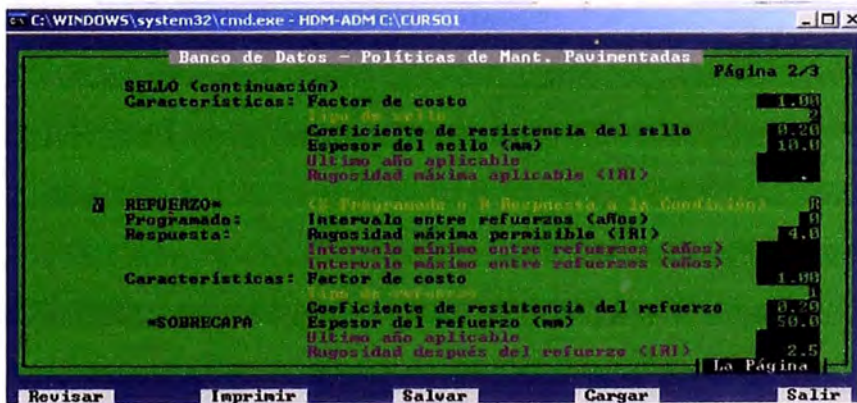 C:\WINDOWS\system32\cmd.exe - HDM-ADM C:\CURSO1
Banco de Datos - Políticas de Mant. Pavimentadas
Página 2/3
SELLO (continuación)
Características: Factor de costo 1.00
Tipo de sello 2
Coeficiente de resistencia del sello 0.20
Espesor del sello (mm) 10.0
Ultimo año aplicable
Rugosidad máxima aplicable (IRI) .
REFUERZO* Programado o R Respuesta a la Condición) R
Programado: Intervalo entre refuerzos (años) 0
Respuesta: Rugosidad máxima permisible (IRI) 4.0
Intervalo mínimo entre refuerzos (años)
Intervalo máximo entre refuerzos (años)
Características: Factor de costo 1.00
Tipo de refuerzo 1
Coeficiente de resistencia del refuerzo 0.20
*SOBRECAPA Espesor del refuerzo (mm) 50.0
Ultimo año aplicable
Rugosidad después del refuerzo (IRI) 2.5
La Página
Revisar Imprimir Salvar Cargar Salir